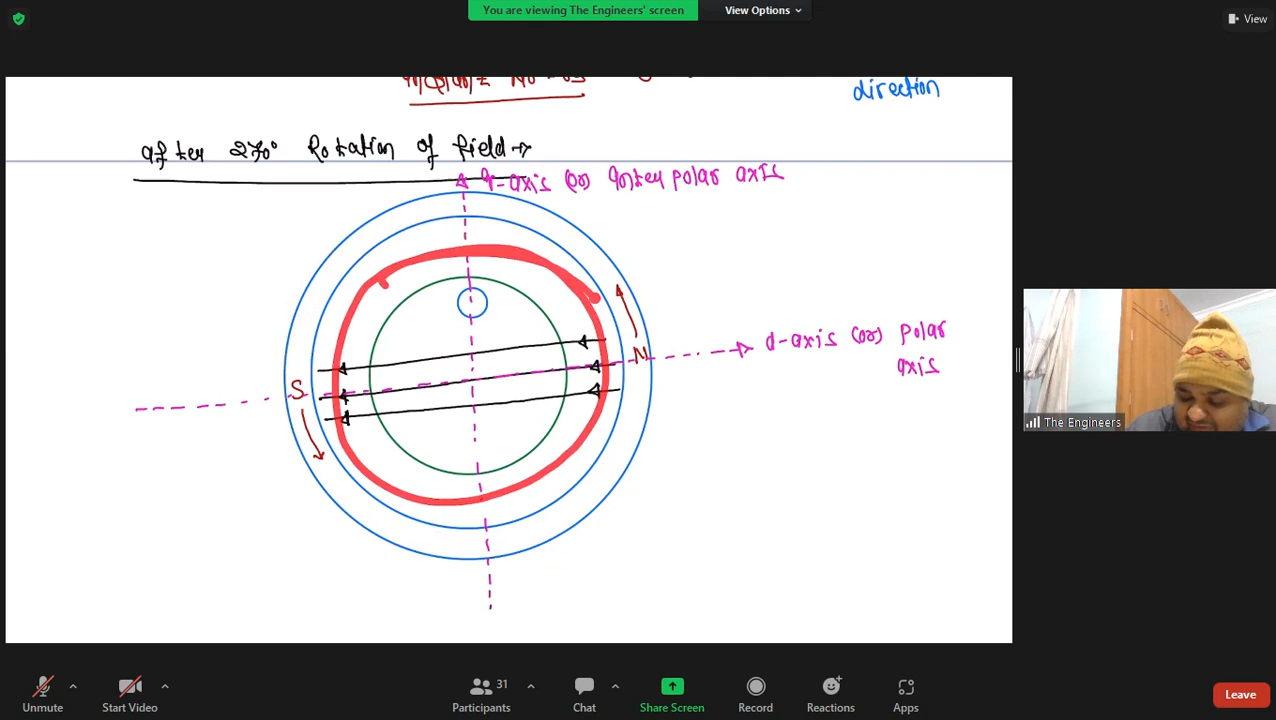 You are viewing The Engineers' screen
View Options
View
direction
after 270° Rotation of field→
q-axis (or) Inter polar axis
d-axis (or) polar
axis
N
S
The Engineers
Unmute
Start Video
31
Participants
Chat
Share Screen
Record
Reactions
Apps
Leave